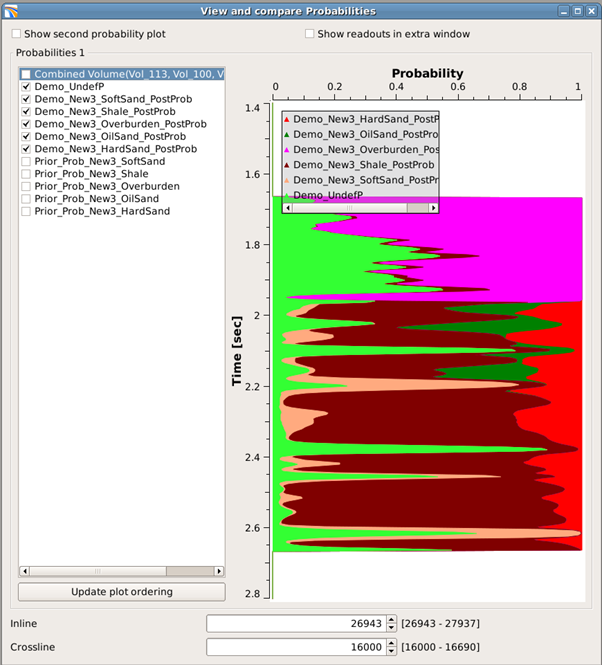 View and compare Probabilities
Show second probability plot
Show readouts in extra window
Probabilities 1
Combined Volume(Vol_113, Vol_100, V
Demo_UndefP
Demo_New3_SoftSand_PostProb
Demo_New3_Shale_PostProb
Demo_New3_Overburden_PostProb
Demo_New3_OilSand_PostProb
Demo_New3_HardSand_PostProb
Prior_Prob_New3_SoftSand
Prior_Prob_New3_Shale
Prior_Prob_New3_Overburden
Prior_Prob_New3_OilSand
Prior_Prob_New3_HardSand
Update plot ordering
Probability
0 0.2 0.4 0.6 0.8 1
1.4
1.6
1.8
2
2.2
2.4
2.6
2.8
Time [sec]
Demo_New3_HardSand_PostP
Demo_New3_OilSand_PostPro
Demo_New3_Overburden_Pos
Demo_New3_Shale_PostProb
Demo_New3_SoftSand_PostPr
Demo_UndefP
Inline 26943 [26943 - 27937]
Crossline 16000 [16000 - 16690]